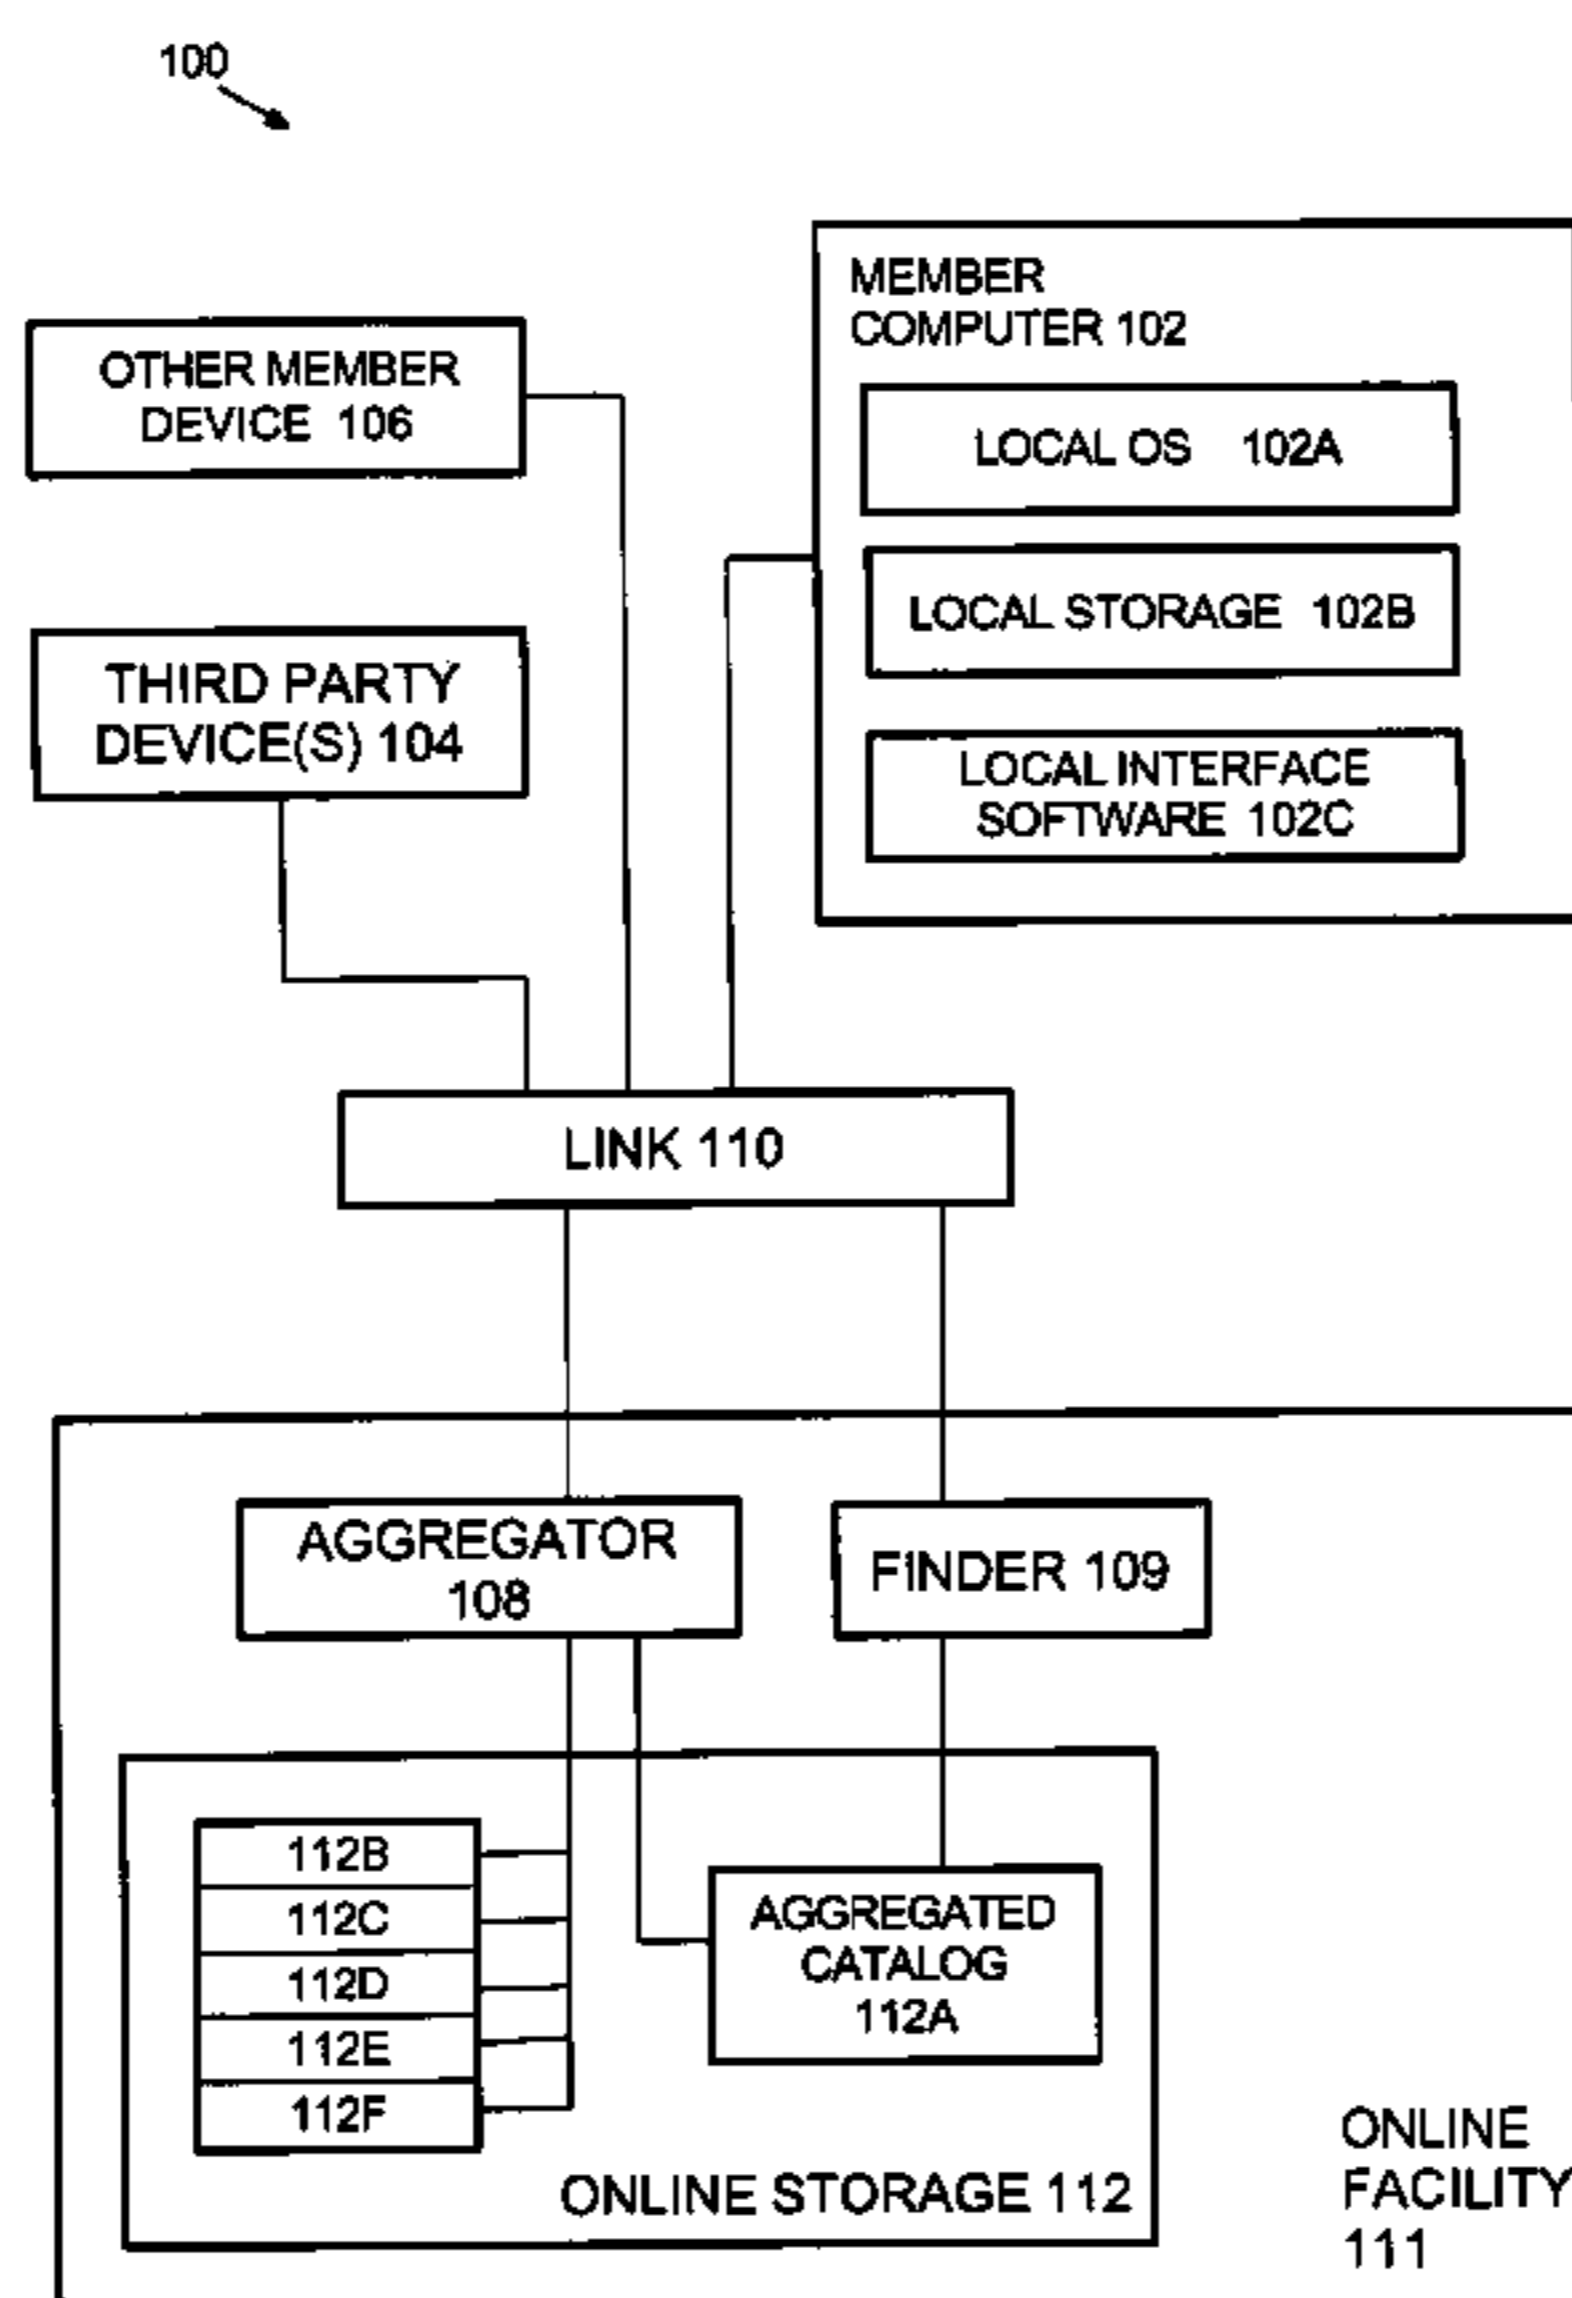 100
MEMBER
COMPUTER 102
OTHER MEMBER
DEVICE 106
LOCAL OS 102A
LOCAL STORAGE 102B
THIRD PARTY
DEVICE(S) 104
LOCAL INTERFACE
SOFTWARE 102C
LINK 110
AGGREGATOR
108
FINDER 109
112B
112C
112D
112E
112F
AGGREGATED
CATALOG
112A
ONLINE STORAGE 112
ONLINE
FACILITY
111